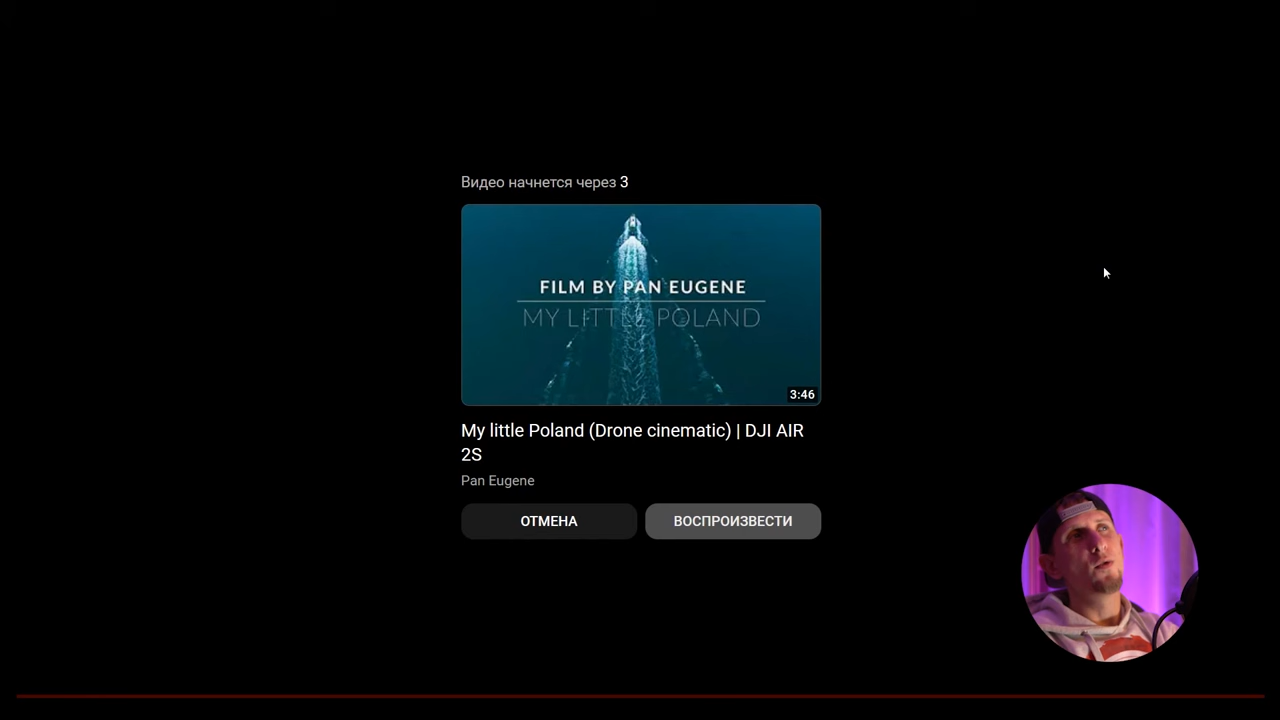 Видео начнется через 3
FILM BY PAN EUGENE
MY LITTLE POLAND
3:46
My little Poland (Drone cinematic) | DJI AIR
2S
Pan Eugene
ОТМЕНА
ВОСПРОИЗВЕСТИ